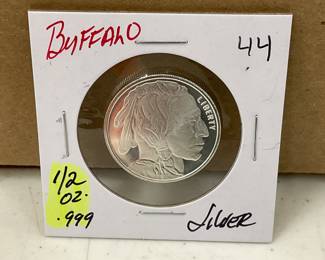 BUFFALO
44
LIBERTY
1/2
OZ.
.999
Silver